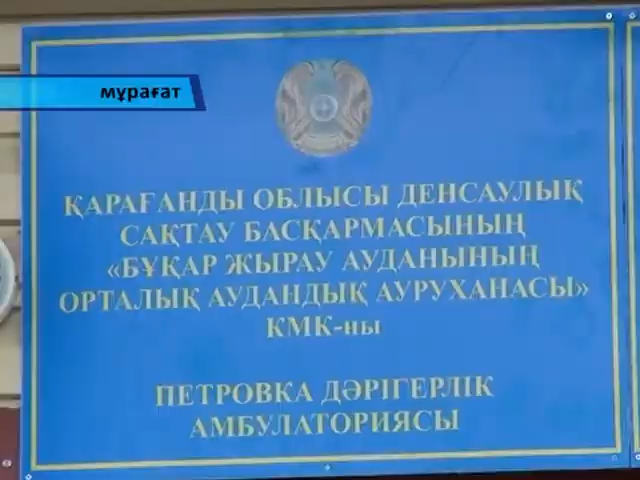 мұрағат
ҚАРАҒАНДЫ ОБЛЫСЫ ДЕНСАУЛЫҚ
САҚТАУ БАСҚАРМАСЫНЫҢ
«БҰҚАР ЖЫРАУ АУДАНЫНЫҢ
ОРТАЛЫҚ АУДАНДЫҚ АУРУХАНАСЫ»
КМК-ны
ПЕТРОВКА ДӘРІГЕРЛІК
АМБУЛАТОРИЯСЫ